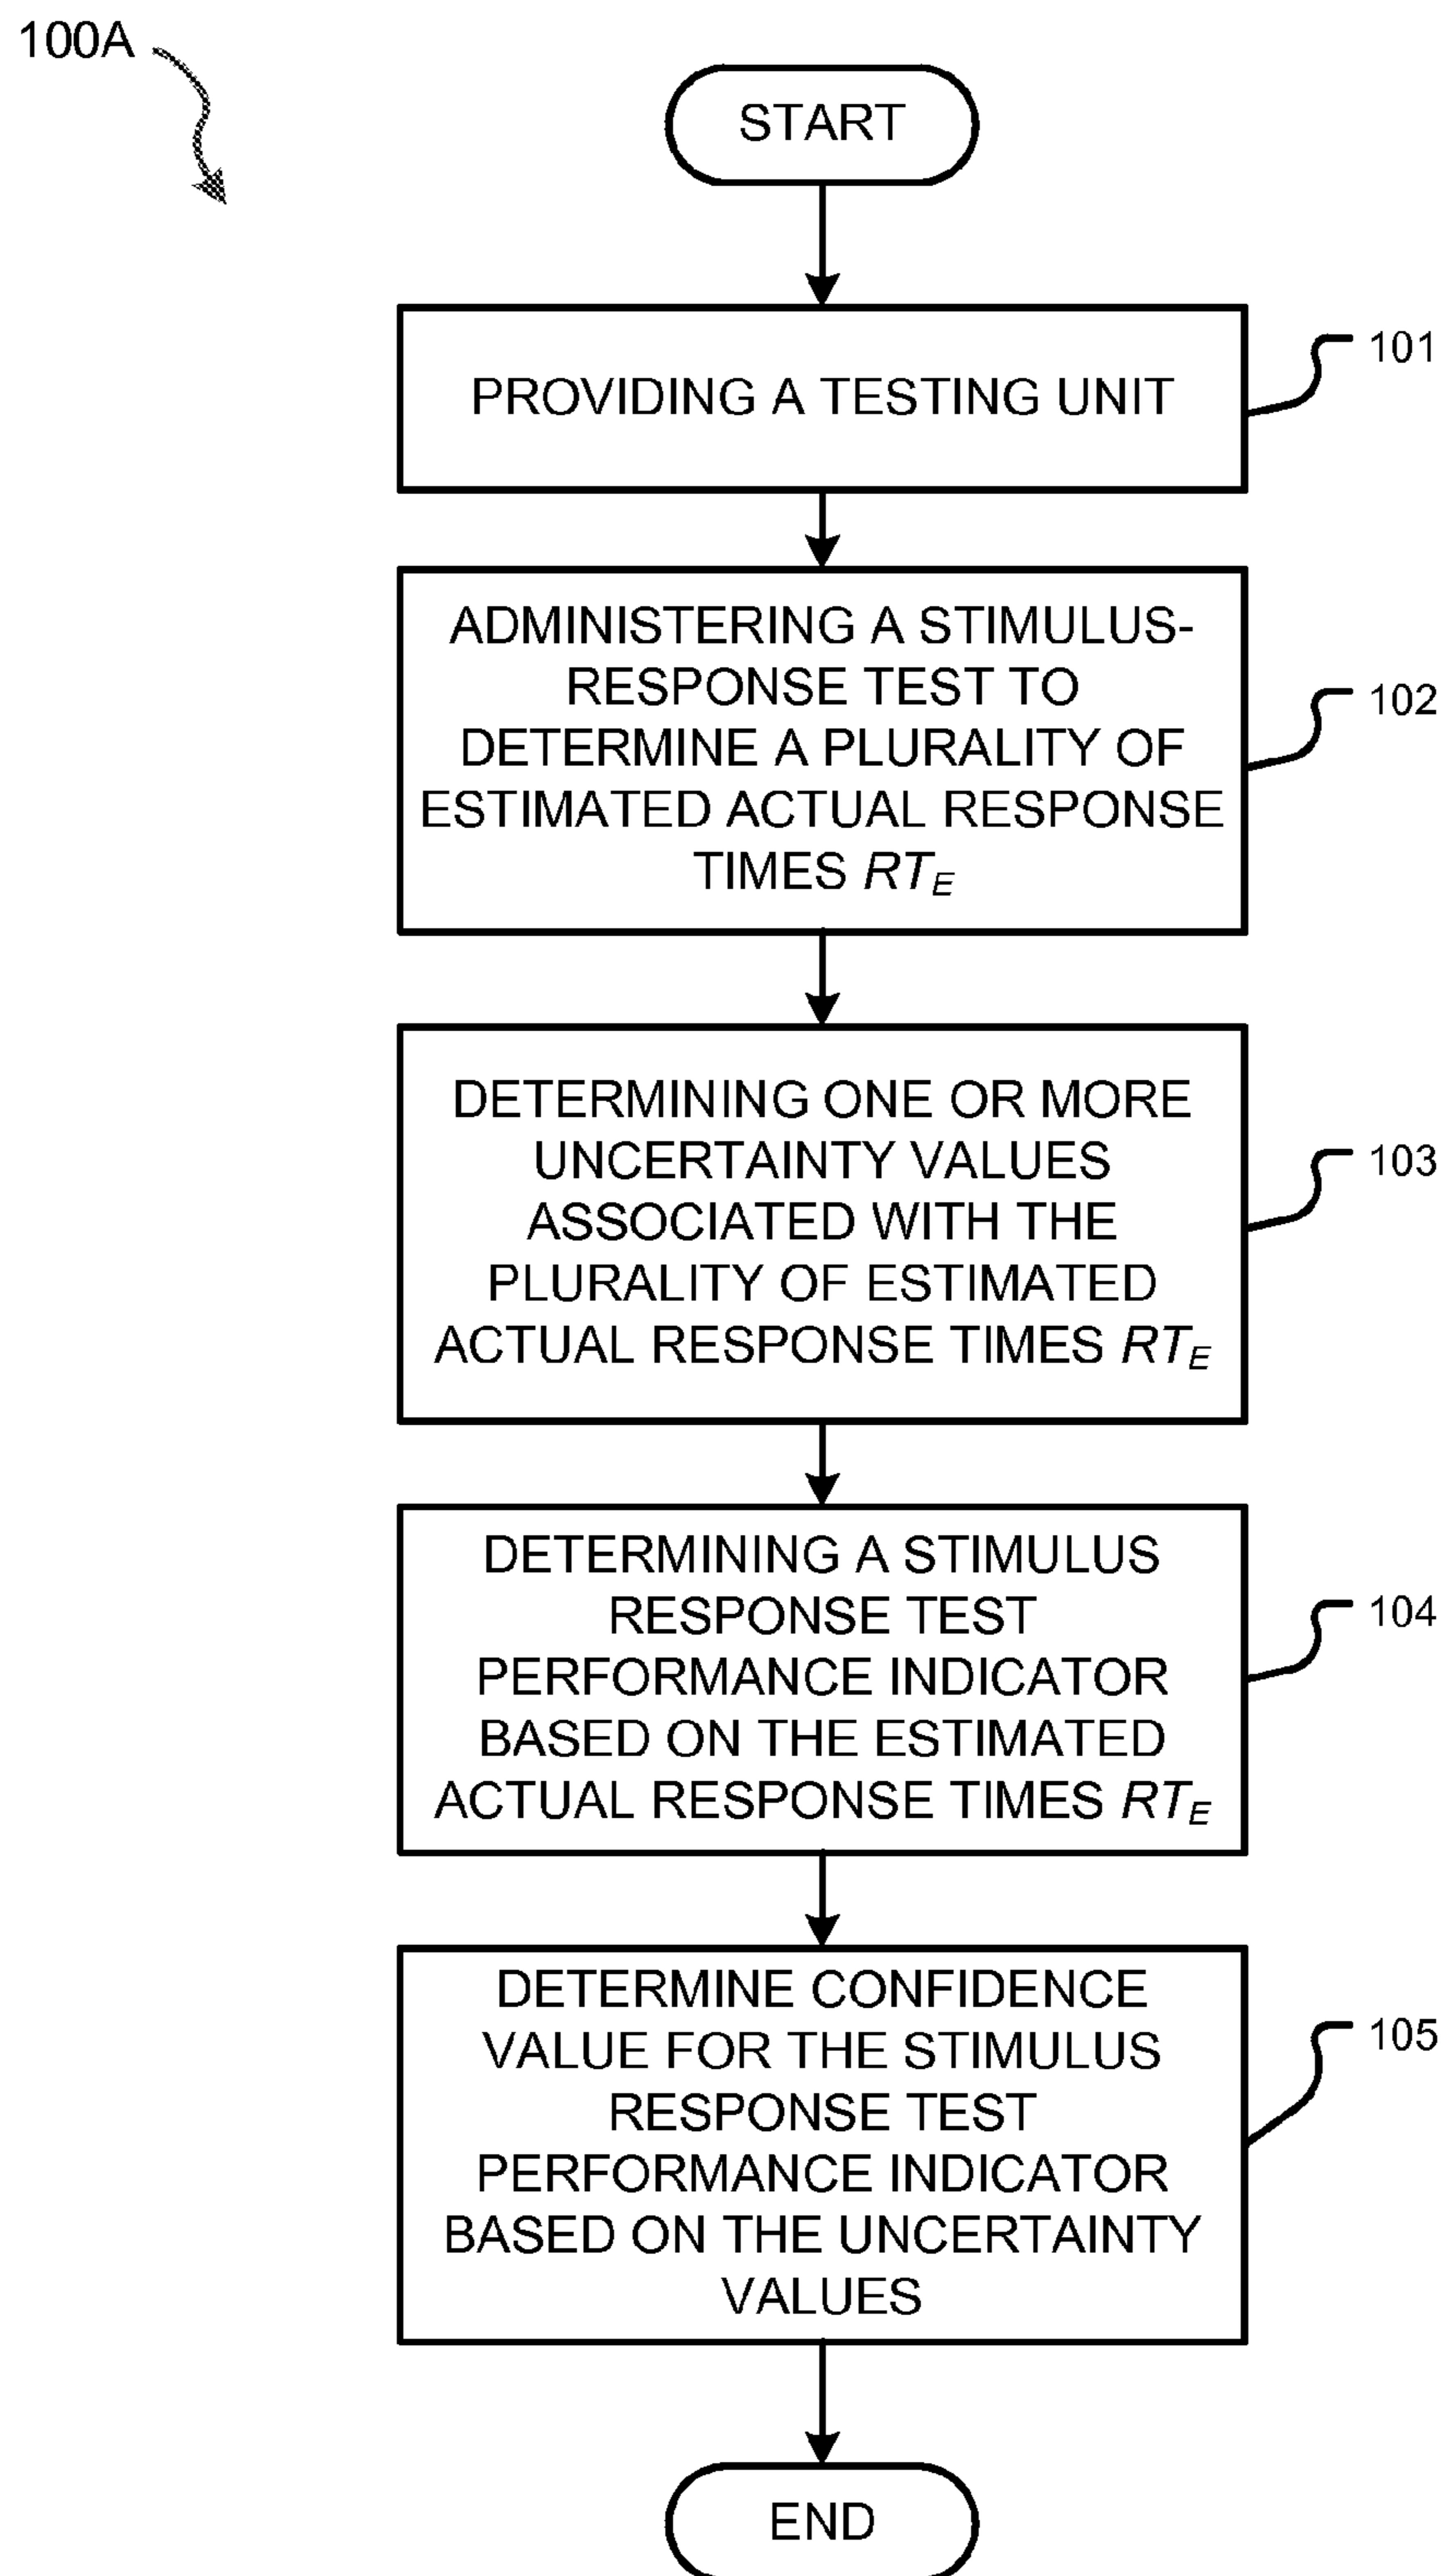 100A
START
PROVIDING A TESTING UNIT
101
ADMINISTERING A STIMULUS-
RESPONSE TEST TO
DETERMINE A PLURALITY OF
ESTIMATED ACTUAL RESPONSE
TIMES RT_E
102
DETERMINING ONE OR MORE
UNCERTAINTY VALUES
ASSOCIATED WITH THE
PLURALITY OF ESTIMATED
ACTUAL RESPONSE TIMES RT_E
103
DETERMINING A STIMULUS
RESPONSE TEST
PERFORMANCE INDICATOR
BASED ON THE ESTIMATED
ACTUAL RESPONSE TIMES RT_E
104
DETERMINE CONFIDENCE
VALUE FOR THE STIMULUS
RESPONSE TEST
PERFORMANCE INDICATOR
BASED ON THE UNCERTAINTY
VALUES
105
END